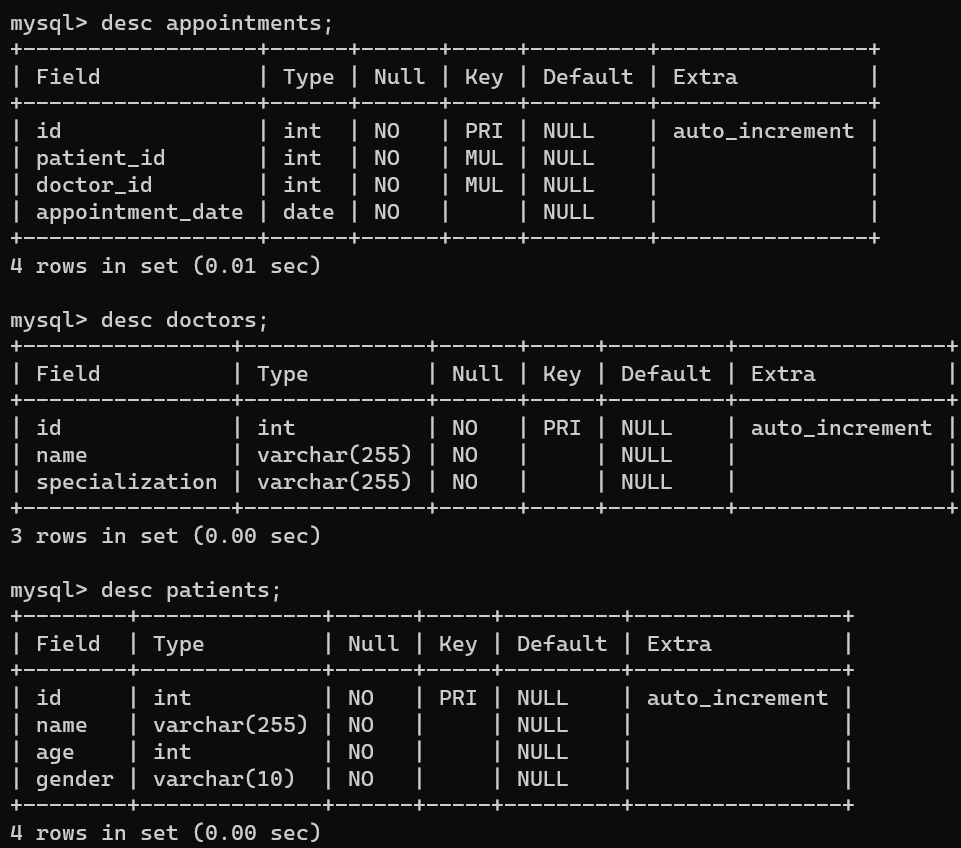 mysql> desc appointments;
+------------------+------+------+-----+---------+----------------+
| Field            | Type | Null | Key | Default | Extra          |
+------------------+------+------+-----+---------+----------------+
| id               | int  | NO   | PRI | NULL    | auto_increment |
| patient_id       | int  | NO   | MUL | NULL    |                |
| doctor_id        | int  | NO   | MUL | NULL    |                |
| appointment_date | date | NO   |     | NULL    |                |
+------------------+------+------+-----+---------+----------------+
4 rows in set (0.01 sec)

mysql> desc doctors;
+----------------+--------------+------+-----+---------+----------------+
| Field          | Type         | Null | Key | Default | Extra          |
+----------------+--------------+------+-----+---------+----------------+
| id             | int          | NO   | PRI | NULL    | auto_increment |
| name           | varchar(255) | NO   |     | NULL    |                |
| specialization | varchar(255) | NO   |     | NULL    |                |
+----------------+--------------+------+-----+---------+----------------+
3 rows in set (0.00 sec)

mysql> desc patients;
+--------+--------------+------+-----+---------+----------------+
| Field  | Type         | Null | Key | Default | Extra          |
+--------+--------------+------+-----+---------+----------------+
| id     | int          | NO   | PRI | NULL    | auto_increment |
| name   | varchar(255) | NO   |     | NULL    |                |
| age    | int          | NO   |     | NULL    |                |
| gender | varchar(10)  | NO   |     | NULL    |                |
+--------+--------------+------+-----+---------+----------------+
4 rows in set (0.00 sec)